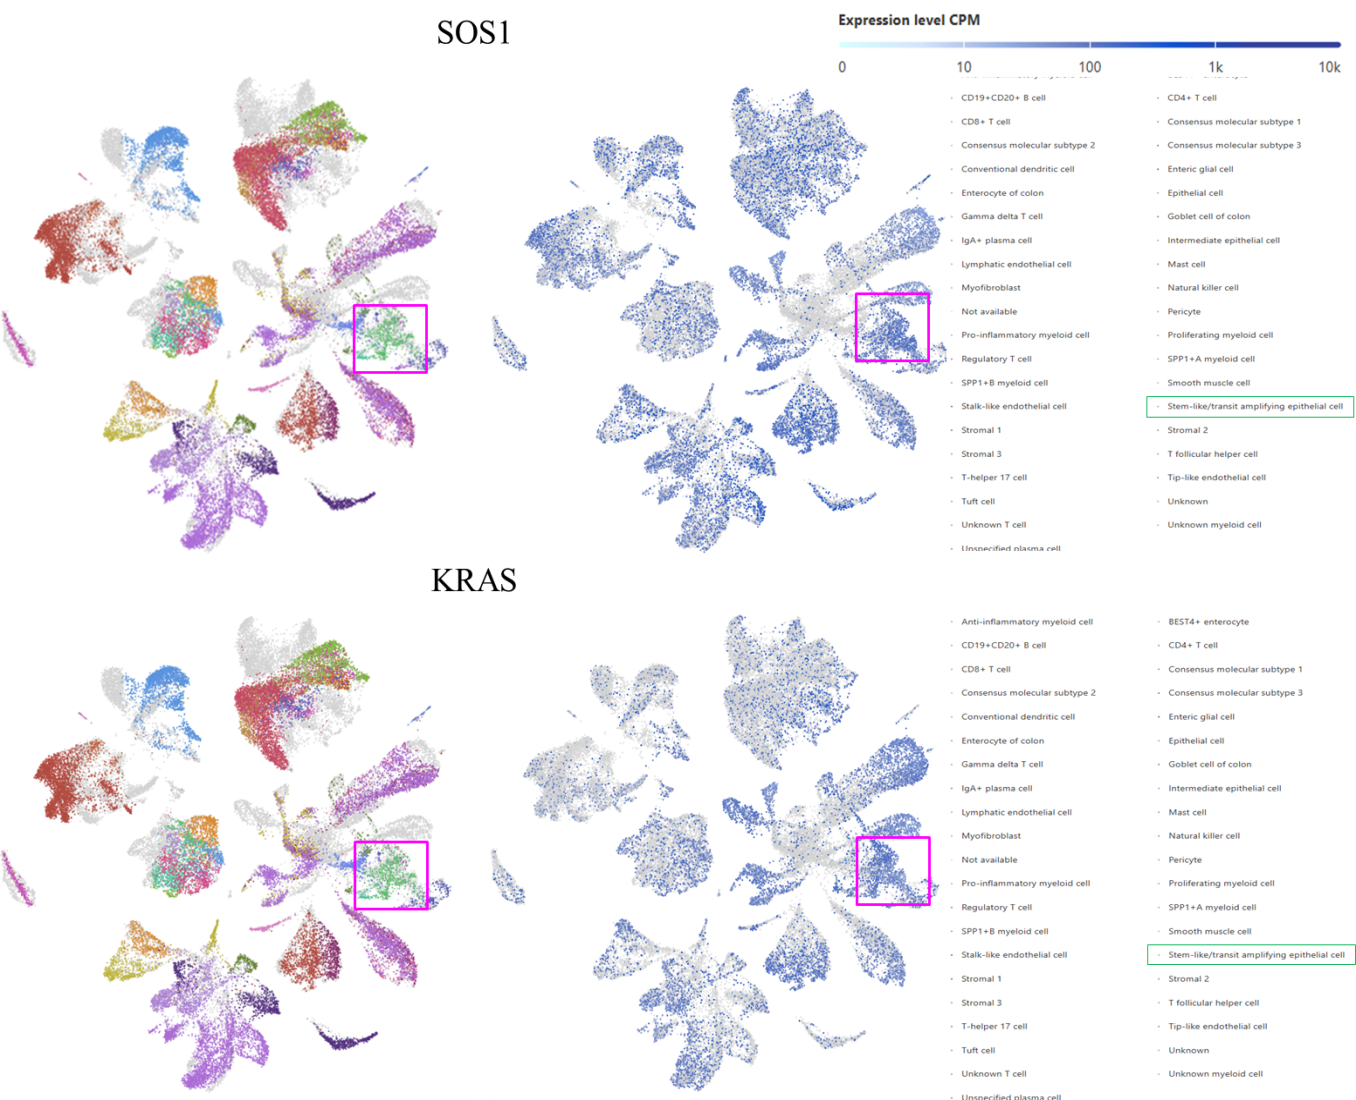 SOS1
Expression level CPM
0 10 100 1k 10k
CD19+CD20+ B cell
CD4+ T cell
CD8+ T cell
Consensus molecular subtype 1
Consensus molecular subtype 2
Consensus molecular subtype 3
Conventional dendritic cell
Enteric glial cell
Enterocyte of colon
Epithelial cell
Gamma delta T cell
Goblet cell of colon
IgA+ plasma cell
Intermediate epithelial cell
Lymphatic endothelial cell
Mast cell
Myofibroblast
Natural killer cell
Not available
Pericyte
Pro-inflammatory myeloid cell
Proliferating myeloid cell
Regulatory T cell
SPP1+A myeloid cell
SPP1+B myeloid cell
Smooth muscle cell
Stalk-like endothelial cell
Stem-like/transit amplifying epithelial cell
Stromal 1
Stromal 2
Stromal 3
T follicular helper cell
T-helper 17 cell
Tip-like endothelial cell
Tuft cell
Unknown
Unknown T cell
Unknown myeloid cell
Unspecified plasma cell
KRAS
Anti-inflammatory myeloid cell
BEST4+ enterocyte
CD19+CD20+ B cell
CD4+ T cell
CD8+ T cell
Consensus molecular subtype 1
Consensus molecular subtype 2
Consensus molecular subtype 3
Conventional dendritic cell
Enteric glial cell
Enterocyte of colon
Epithelial cell
Gamma delta T cell
Goblet cell of colon
IgA+ plasma cell
Intermediate epithelial cell
Lymphatic endothelial cell
Mast cell
Myofibroblast
Natural killer cell
Not available
Pericyte
Pro-inflammatory myeloid cell
Proliferating myeloid cell
Regulatory T cell
SPP1+A myeloid cell
SPP1+B myeloid cell
Smooth muscle cell
Stalk-like endothelial cell
Stem-like/transit amplifying epithelial cell
Stromal 1
Stromal 2
Stromal 3
T follicular helper cell
T-helper 17 cell
Tip-like endothelial cell
Tuft cell
Unknown
Unknown T cell
Unknown myeloid cell
Unspecified plasma cell